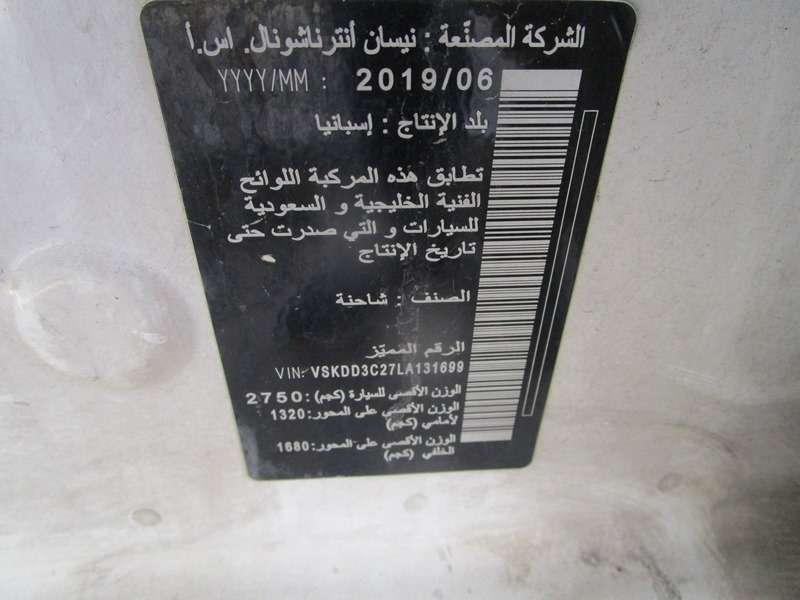 الشركة المصنّعة : نيسان أنترناشونال. اس.أ
YYYY/MM : 2019/06
بلد الإنتاج : إسبانيا
تطابق هذه المركبة اللوائح
الفنية الخليجية و السعودية
للسيارات و التي صدرت حتى
تاريخ الإنتاج
الصنف : شاحنة
الرقم المميّز
VIN: VSKDD3C27LA131699
الوزن الأقصى للسيارة (كجم) :2750
الوزن الأقصى على المحور:1320
لأمامي (كجم)
الوزن الأقصى على المحور:1680
الخلفي (كجم)